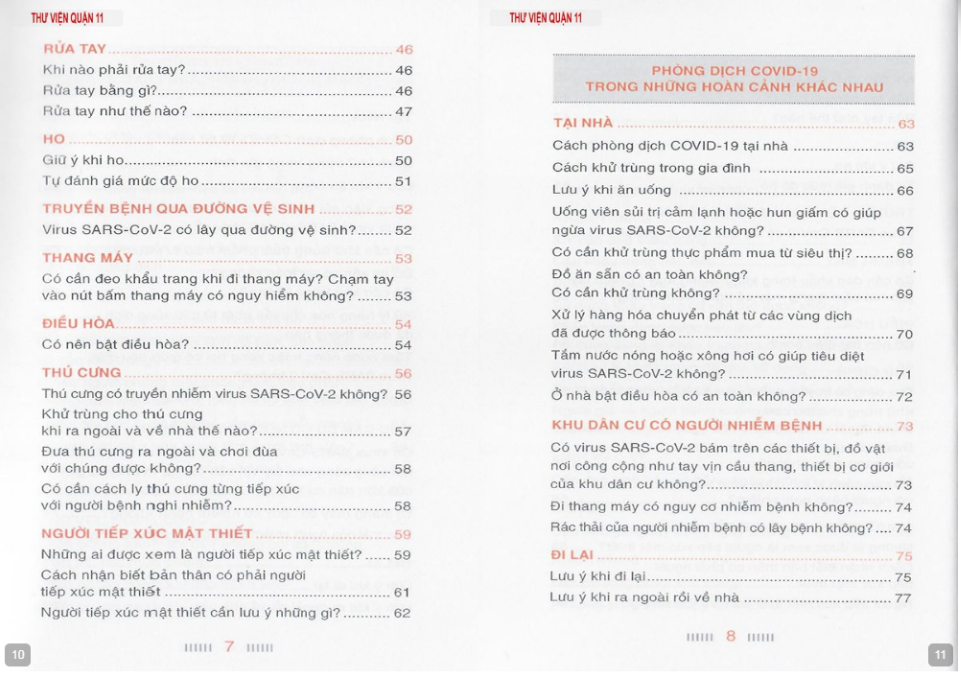 THƯ VIỆN QUẬN 11
RỬA TAY 46
Khi nào phải rửa tay? 46
Rửa tay bằng gì? 46
Rửa tay như thế nào? 47
HO 50
Giữ ý khi ho 50
Tự đánh giá mức độ ho 51
TRUYỀN BỆNH QUA ĐƯỜNG VỆ SINH 52
Virus SARS-CoV-2 có lây qua đường vệ sinh? 52
THANG MÁY 53
Có cần đeo khẩu trang khi đi thang máy? Chạm tay
vào nút bấm thang máy có nguy hiểm không? 53
ĐIỀU HÒA 54
Có nên bật điều hòa? 54
THÚ CƯNG 56
Thú cưng có truyền nhiễm virus SARS-CoV-2 không? 56
Khử trùng cho thú cưng
khi ra ngoài và về nhà thế nào? 57
Đưa thú cưng ra ngoài và chơi đùa
với chúng được không? 58
Có cần cách ly thú cưng từng tiếp xúc
với người bệnh nghi nhiễm? 58
NGƯỜI TIẾP XÚC MẬT THIẾT 59
Những ai được xem là người tiếp xúc mật thiết? 59
Cách nhận biết bản thân có phải người
tiếp xúc mật thiết 61
Người tiếp xúc mật thiết cần lưu ý những gì? 62
7
10
THƯ VIỆN QUẬN 11
PHÒNG DỊCH COVID-19
TRONG NHỮNG HOÀN CẢNH KHÁC NHAU
TẠI NHÀ 63
Cách phòng dịch COVID-19 tại nhà 63
Cách khử trùng trong gia đình 65
Lưu ý khi ăn uống 66
Uống viên sủi trị cảm lạnh hoặc hun giấm có giúp
ngừa virus SARS-CoV-2 không? 67
Có cần khử trùng thực phẩm mua từ siêu thị? 68
Đồ ăn sẵn có an toàn không?
Có cần khử trùng không? 69
Xử lý hàng hóa chuyển phát từ các vùng dịch
đã được thông báo 70
Tắm nước nóng hoặc xông hơi có giúp tiêu diệt
virus SARS-CoV-2 không? 71
Ở nhà bật điều hòa có an toàn không? 72
KHU DÂN CƯ CÓ NGƯỜI NHIỄM BỆNH 73
Có virus SARS-CoV-2 bám trên các thiết bị, đồ vật
nơi công cộng như tay vịn cầu thang, thiết bị cơ giới
của khu dân cư không? 73
Đi thang máy có nguy cơ nhiễm bệnh không? 74
Rác thải của người nhiễm bệnh có lây bệnh không? 74
ĐI LẠI 75
Lưu ý khi đi lại 75
Lưu ý khi ra ngoài rồi về nhà 77
8
11